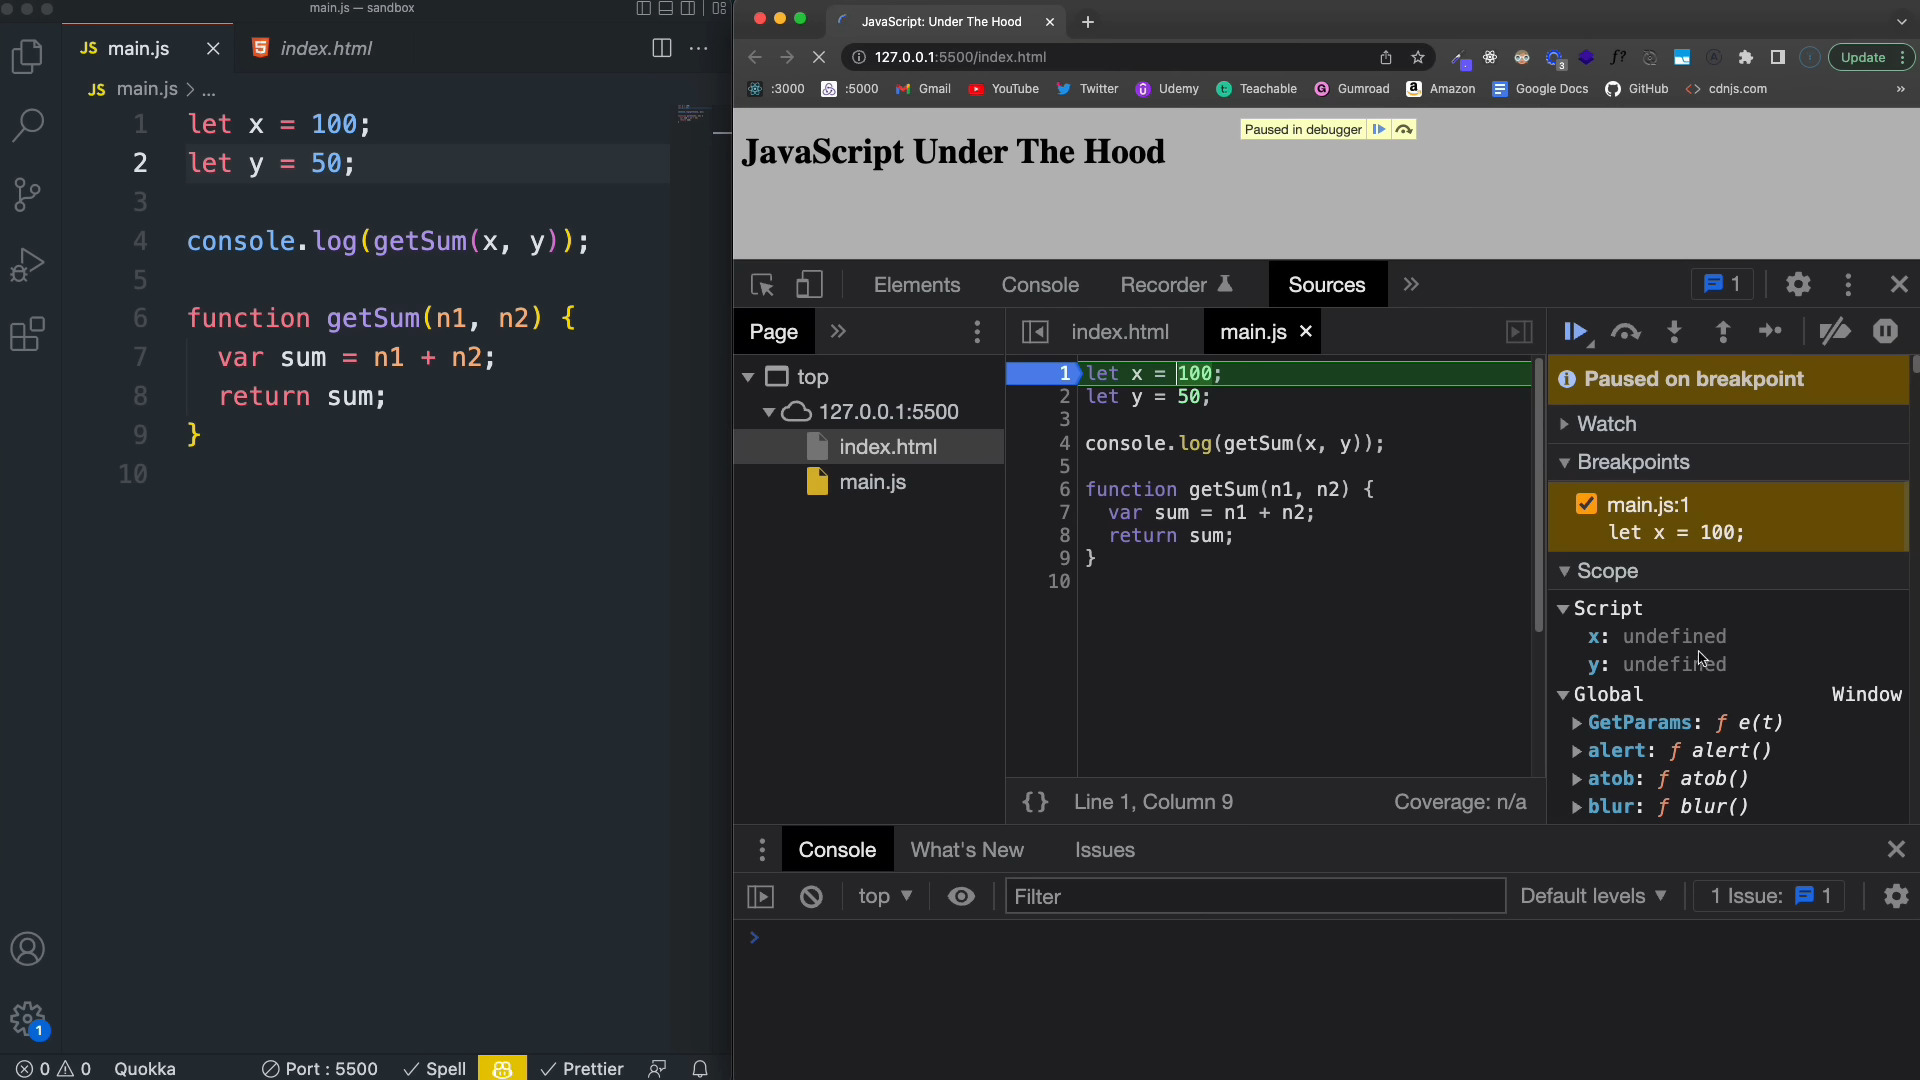 main.js — sandbox
JS main.js
index.html
JS main.js > ...
1 let x = 100;
2 let y = 50;
3
4 console.log(getSum(x, y));
5
6 function getSum(n1, n2) {
7 var sum = n1 + n2;
8 return sum;
9 }
10
1
0 0 Quokka Port : 5500 Spell Prettier
JavaScript: Under The Hood
127.0.0.1:5500/index.html
3
f?
Update
:3000 :5000 Gmail YouTube Twitter Udemy Teachable Gumroad Amazon Google Docs GitHub cdnjs.com »
Paused in debugger
JavaScript Under The Hood
Elements Console Recorder Sources » 1
Page »
index.html main.js
top
127.0.0.1:5500
index.html
main.js
1 let x = 100;
2 let y = 50;
3
4 console.log(getSum(x, y));
5
6 function getSum(n1, n2) {
7 var sum = n1 + n2;
8 return sum;
9 }
10
{} Line 1, Column 9 Coverage: n/a
Paused on breakpoint
Watch
Breakpoints
main.js:1
let x = 100;
Scope
Script
x: undefined
y: undefined
Global Window
GetParams: ƒ e(t)
alert: ƒ alert()
atob: ƒ atob()
blur: ƒ blur()
Console What's New Issues
top Filter Default levels 1 Issue: 1
>